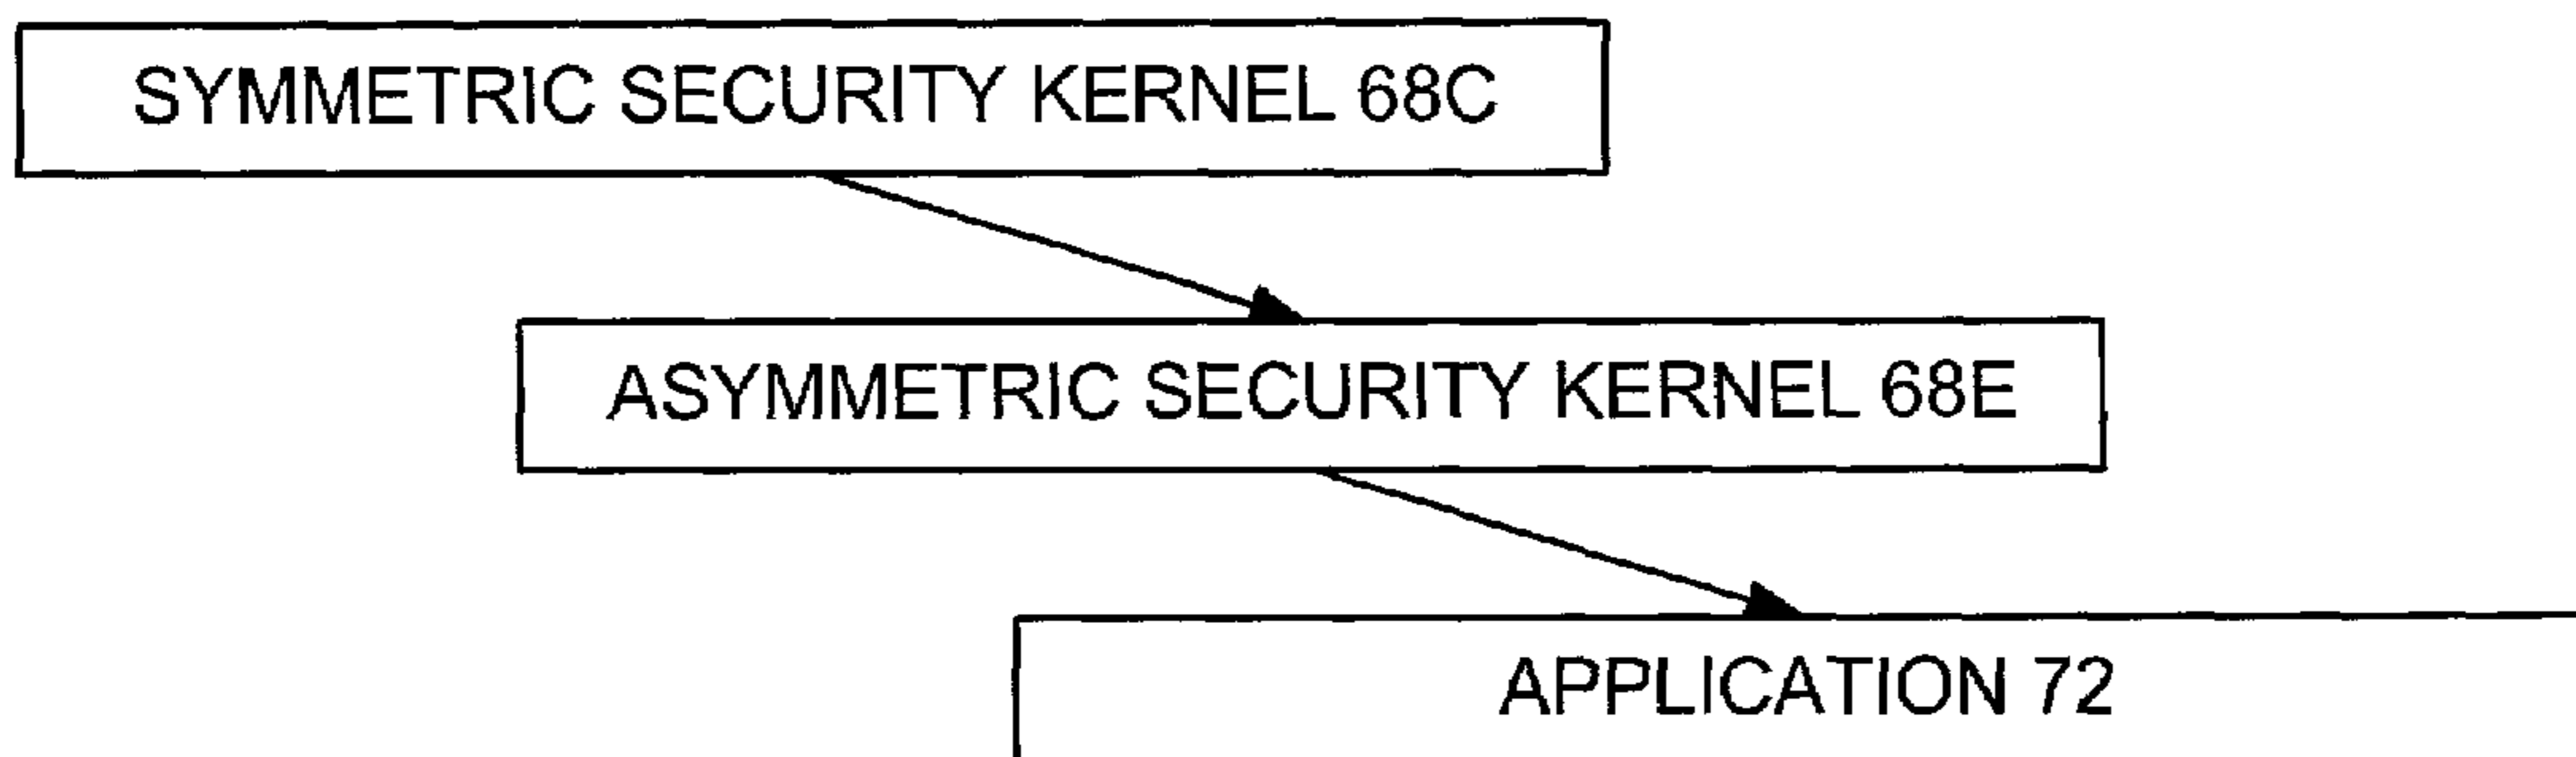 SYMMETRIC SECURITY KERNEL 68C
ASYMMETRIC SECURITY KERNEL 68E
APPLICATION 72